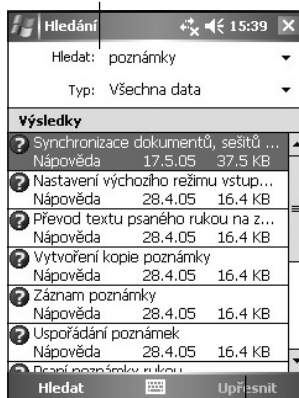 Hledání 15:39
Hledat: poznámky
Typ: Všechna data
Výsledky
Synchronizace dokumentů, sešitů ...
Nápověda 17.5.05 37.5 KB
Nastavení výchozího režimu vstup...
Nápověda 28.4.05 16.4 KB
Převod textu psaného rukou na z...
Nápověda 28.4.05 16.4 KB
Vytvoření kopie poznámky
Nápověda 28.4.05 16.4 KB
Záznam poznámky
Nápověda 28.4.05 16.4 KB
Uspořádání poznámek
Nápověda 28.4.05 16.4 KB
Psaní poznámky rukou
Hledat Upřesnit